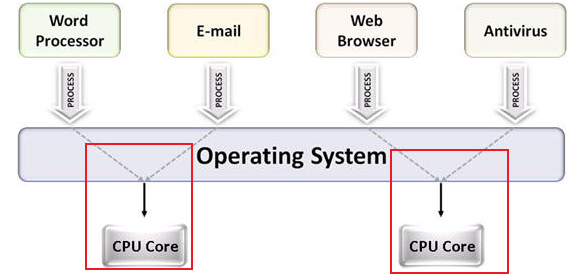 Word
Processor
E-mail
Web
Browser
Antivirus
PROCESS
PROCESS
PROCESS
PROCESS
Operating System
CPU Core
CPU Core